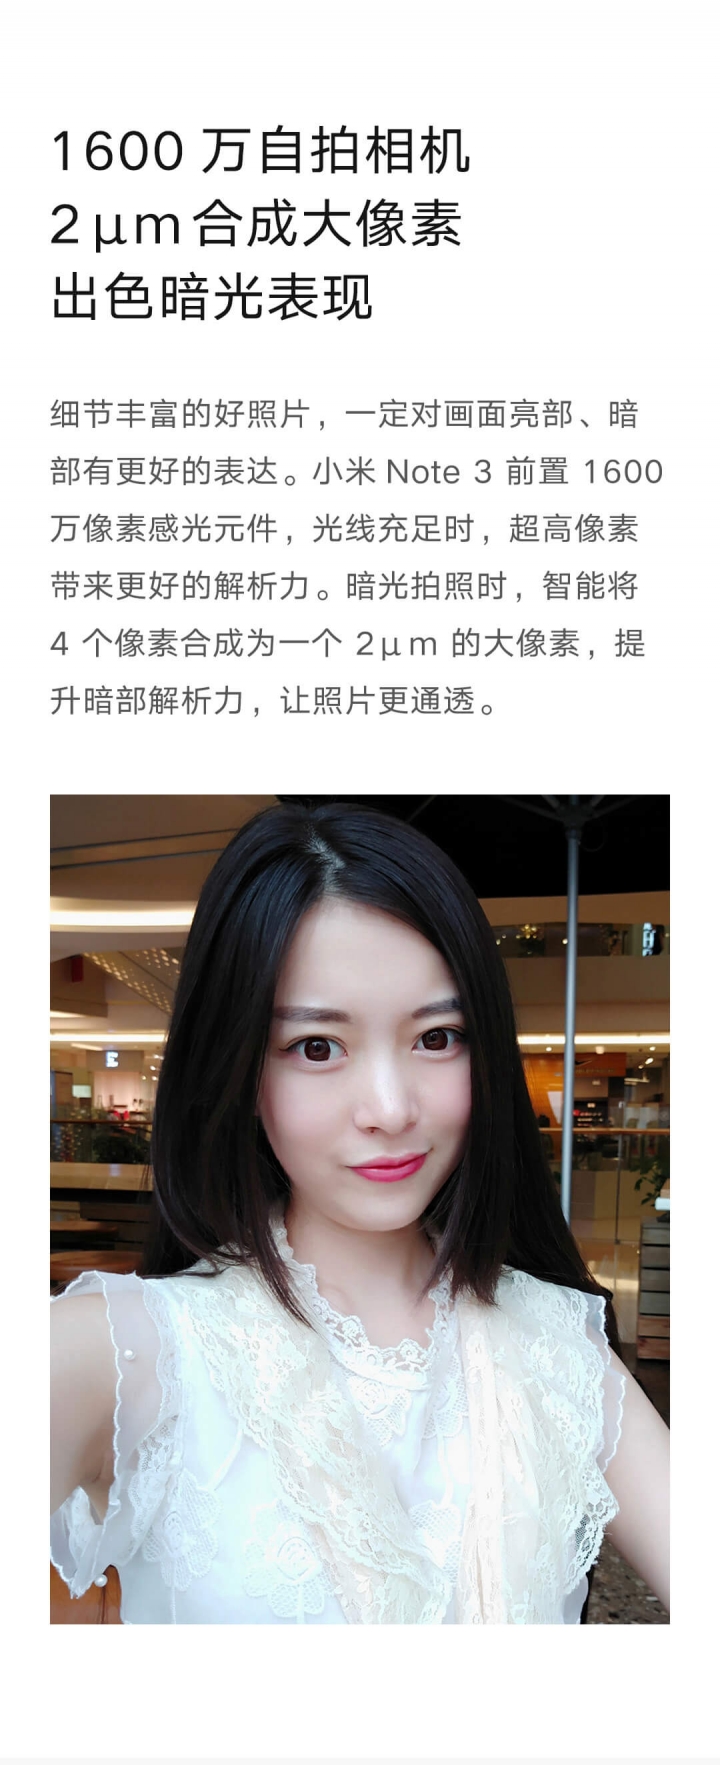 1600 万自拍相机
2μm合成大像素
出色暗光表现
细节丰富的好照片，一定对画面亮部、暗
部有更好的表达。小米 Note 3 前置 1600
万像素感光元件，光线充足时，超高像素
带来更好的解析力。暗光拍照时，智能将
4 个像素合成为一个 2μm 的大像素，提
升暗部解析力，让照片更通透。